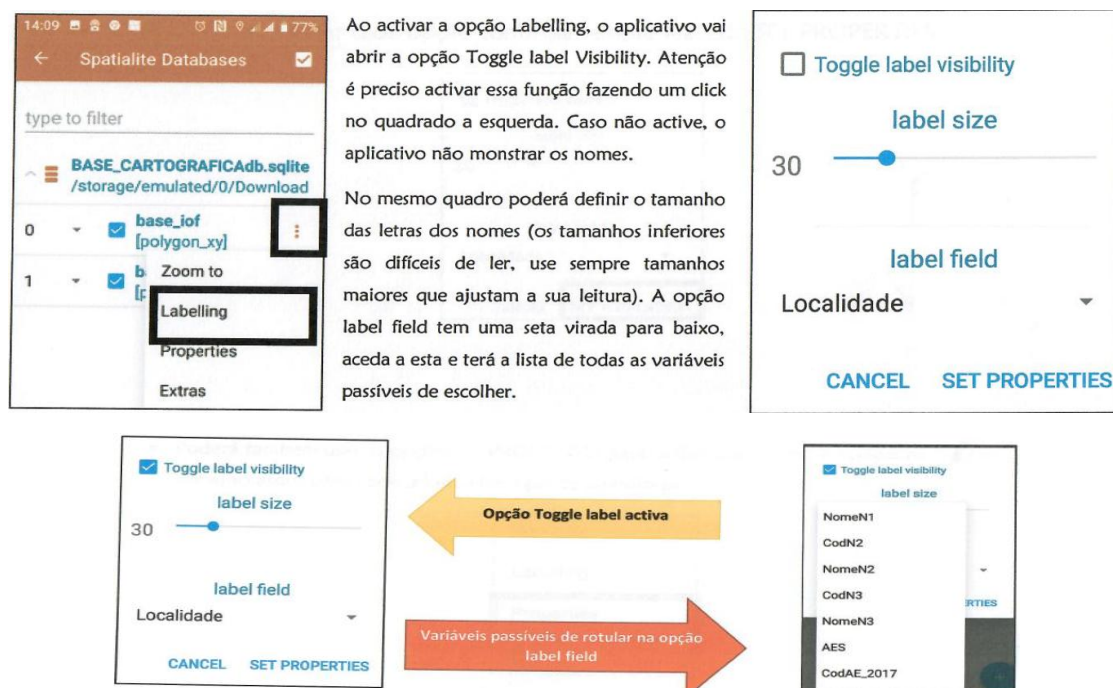 14:09 77%
Spatialite Databases
type to filter
BASE_CARTOGRAFICAdb.sqlite
/storage/emulated/0/Download
0 base_iof
[polygon_xy]
1 b
[p
Zoom to
Labelling
Properties
Extras
Ao activar a opção Labelling, o aplicativo vai
abrir a opção Toggle label Visibility. Atenção
é preciso activar essa função fazendo um click
no quadrado a esquerda. Caso não active, o
aplicativo não monstrar os nomes.
No mesmo quadro poderá definir o tamanho
das letras dos nomes (os tamanhos inferiores
são difíceis de ler, use sempre tamanhos
maiores que ajustam a sua leitura). A opção
label field tem uma seta virada para baixo,
aceda a esta e terá a lista de todas as variáveis
passíveis de escolher.
Toggle label visibility
label size
30
label field
Localidade
CANCEL SET PROPERTIES
Toggle label visibility
label size
30
label field
Localidade
CANCEL SET PROPERTIES
Opção Toggle label activa
Variáveis passíveis de rotular na opção
label field
Toggle label visibility
label size
NomeN1
CodN2
NomeN2
CodN3
RTIES
NomeN3
AES
CodAE_2017